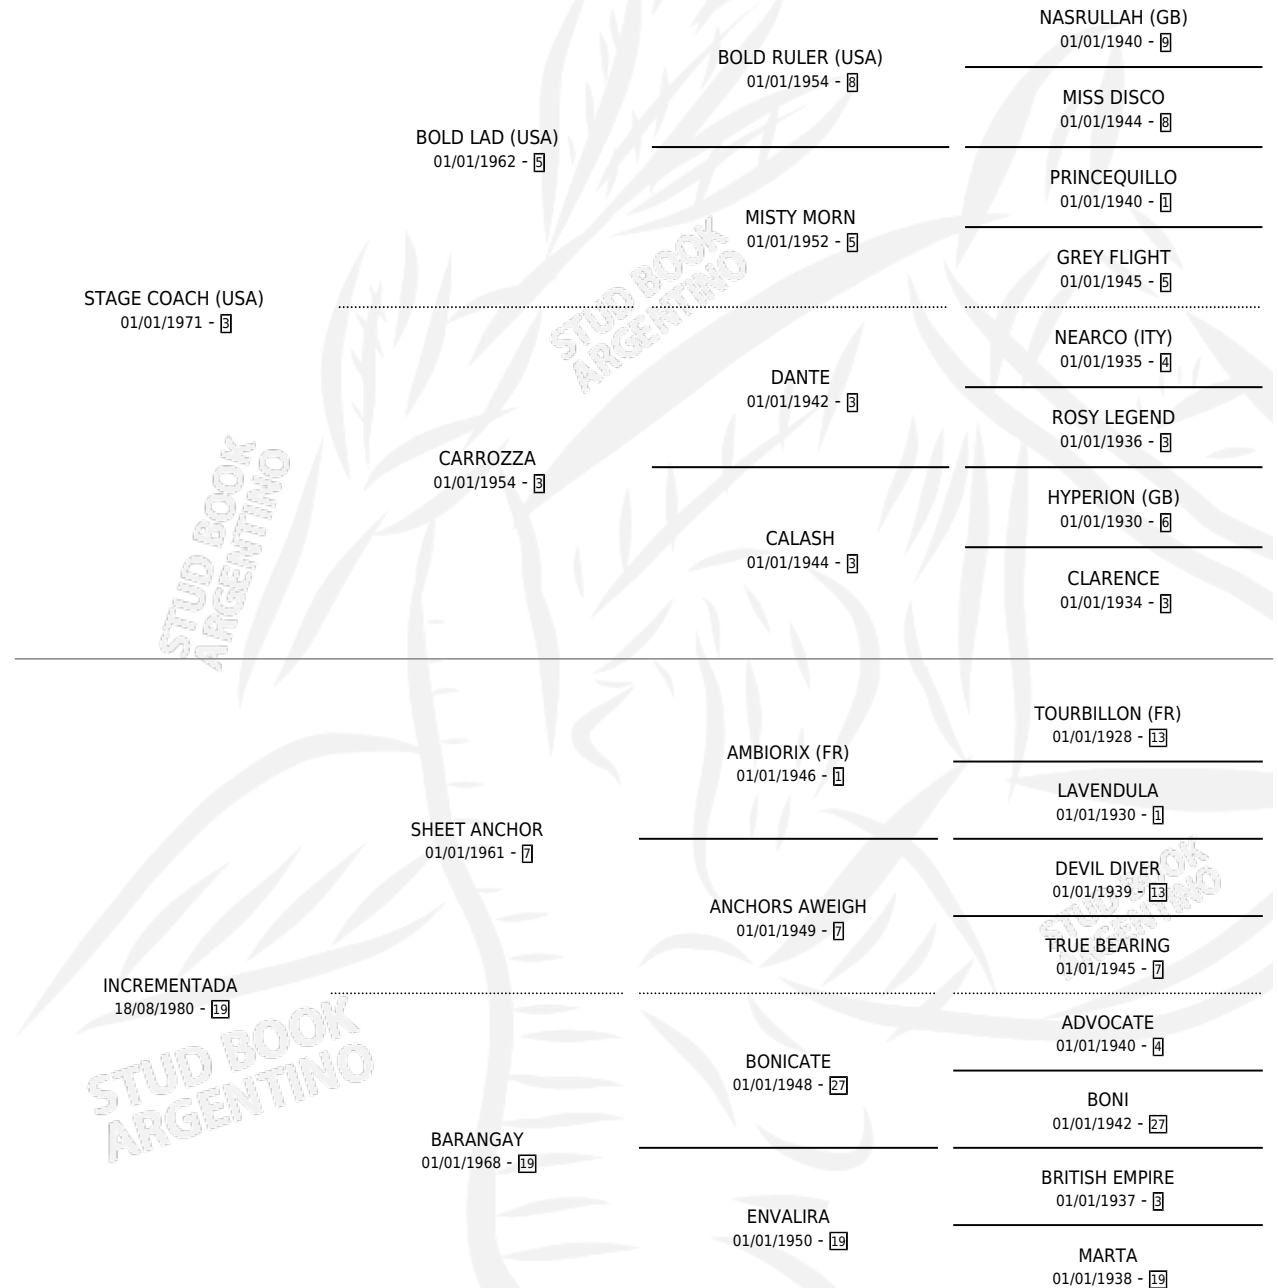 NASRULLAH (GB)
01/01/1940 - 9
BOLD RULER (USA)
01/01/1954 - 8
MISS DISCO
01/01/1944 - 8
BOLD LAD (USA)
01/01/1962 - 5
PRINCEQUILLO
01/01/1940 - 1
MISTY MORN
01/01/1952 - 5
GREY FLIGHT
01/01/1945 - 5
STAGE COACH (USA)
01/01/1971 - 3
STUD BOOK
ARGENTINO
NEARCO (ITY)
01/01/1935 - 4
DANTE
01/01/1942 - 3
ROSY LEGEND
01/01/1936 - 3
CARROZZA
01/01/1954 - 3
HYPERION (GB)
01/01/1930 - 6
CALASH
01/01/1944 - 3
CLARENCE
01/01/1934 - 3
STUD BOOK
ARGENTINO
TOURBILLON (FR)
01/01/1928 - 13
AMBIORIX (FR)
01/01/1946 - 1
LAVENDULA
01/01/1930 - 1
SHEET ANCHOR
01/01/1961 - 7
DEVIL DIVER
01/01/1939 - 13
ANCHORS AWEIGH
01/01/1949 - 7
STUD BOOK
ARGENTINO
TRUE BEARING
01/01/1945 - 7
INCREMENTADA
18/08/1980 - 19
STUD BOOK
ARGENTINO
ADVOCATE
01/01/1940 - 4
BONICATE
01/01/1948 - 27
BONI
01/01/1942 - 27
BARANGAY
01/01/1968 - 19
BRITISH EMPIRE
01/01/1937 - 3
ENVALIRA
01/01/1950 - 19
MARTA
01/01/1938 - 19